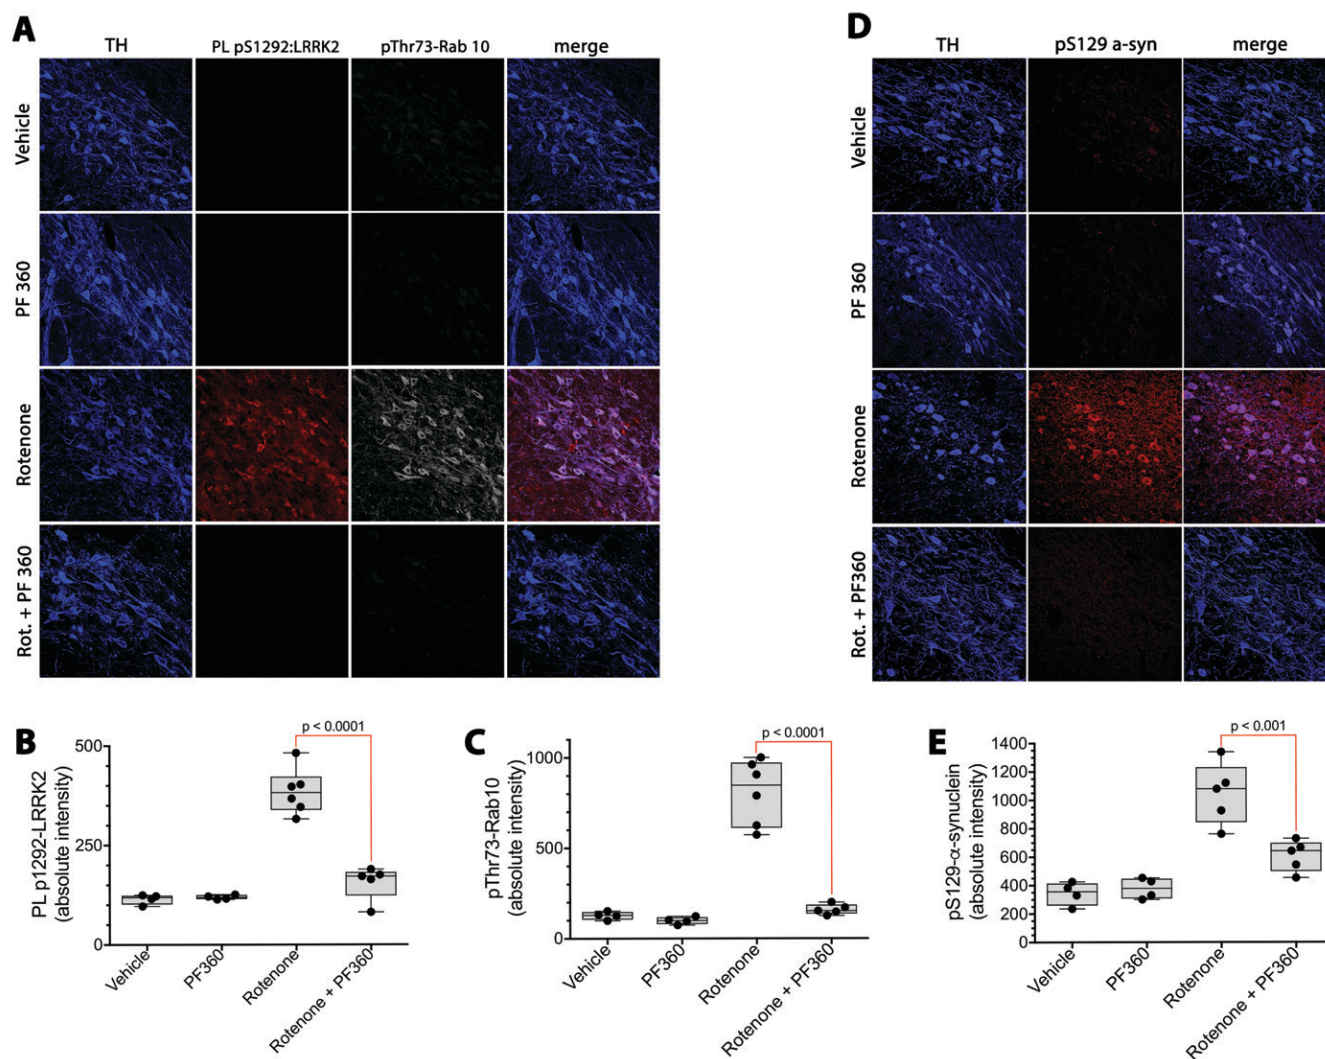 A
TH
PL pS1292:LRRK2
pThr73-Rab 10
merge
Vehicle
PF 360
Rotenone
Rot. + PF 360
D
TH
pS129 a-syn
merge
Vehicle
PF 360
Rotenone
Rot. + PF360
B
PL p1292-LRRK2
(absolute intensity)
500
250
0
p < 0.0001
Vehicle
PF360
Rotenone
Rotenone + PF360
C
pThr73-Rab10
(absolute intensity)
1000
500
0
p < 0.0001
Vehicle
PF360
Rotenone
Rotenone + PF360
E
pS129-α-synuclein
(absolute intensity)
1400
1200
1000
800
600
400
200
0
p < 0.001
Vehicle
PF360
Rotenone
Rotenone + PF360